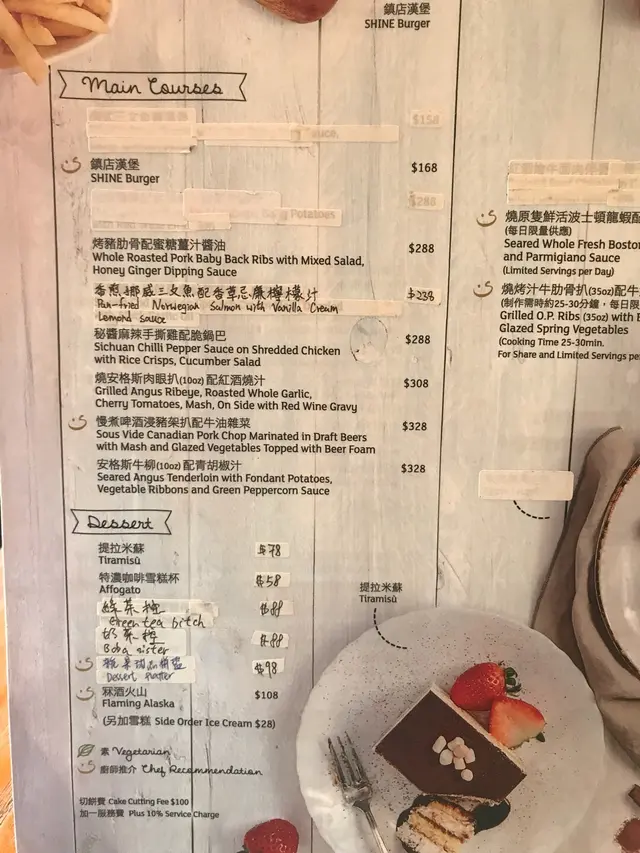 鎮店漢堡
SHINE Burger
Main Courses
$158
鎮店漢堡 $168
SHINE Burger
$288
Potatoes
烤豬肋骨配蜜糖薑汁醬油 $288
Whole Roasted Pork Baby Back Ribs with Mixed Salad,
Honey Ginger Dipping Sauce
香煎挪威三文魚配香草忌廉檸檬汁 $238
Pan-fried Norwegian Salmon with Vanilla Cream
Lemond sauce
秘醬麻辣手撕雞配脆鍋巴 $288
Sichuan Chilli Pepper Sauce on Shredded Chicken
with Rice Crisps, Cucumber Salad
燒安格斯肉眼扒(10oz) 配紅酒燒汁 $308
Grilled Angus Ribeye, Roasted Whole Garlic,
Cherry Tomatoes, Mash, On Side with Red Wine Gravy
慢煮啤酒浸豬架扒配牛油雜菜 $328
Sous Vide Canadian Pork Chop Marinated in Draft Beers
with Mash and Glazed Vegetables Topped with Beer Foam
安格斯牛柳(10oz) 配青胡椒汁 $328
Seared Angus Tenderloin with Fondant Potatoes,
Vegetable Ribbons and Green Peppercorn Sauce
Dessert
提拉米蘇 $78
Tiramisù
特濃咖啡雪糕杯 $58
Affogato
綠茶控 $88
Green tea bitch
奶茶控 $88
Boba sister
$98
Dessert platter
冧酒火山 $108
Flaming Alaska
(另加雪糕 Side Order Ice Cream $28)
素 Vegetarian
廚師推介 Chef Recommendation
切餅費 Cake Cutting Fee $100
加一服務費 Plus 10% Service Charge
燒原隻鮮活波士頓龍蝦
(每日限量供應)
Seared Whole Fresh Boston
and Parmigiano Sauce
(Limited Servings per Day)
燒烤汁牛肋骨扒(35oz)配牛
(制作需時約25-30分鐘，每日限
Grilled O.P. Ribs (35oz) with
Glazed Spring Vegetables
(Cooking Time 25-30min.
For Share and Limited Servings pe
提拉米蘇
Tiramisù